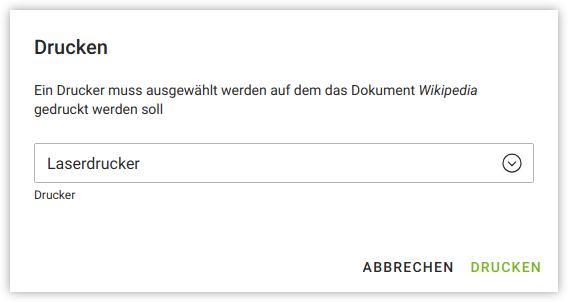 Drucken
Ein Drucker muss ausgewählt werden auf dem das Dokument Wikipedia
gedruckt werden soll
Laserdrucker
Drucker
ABBRECHEN DRUCKEN